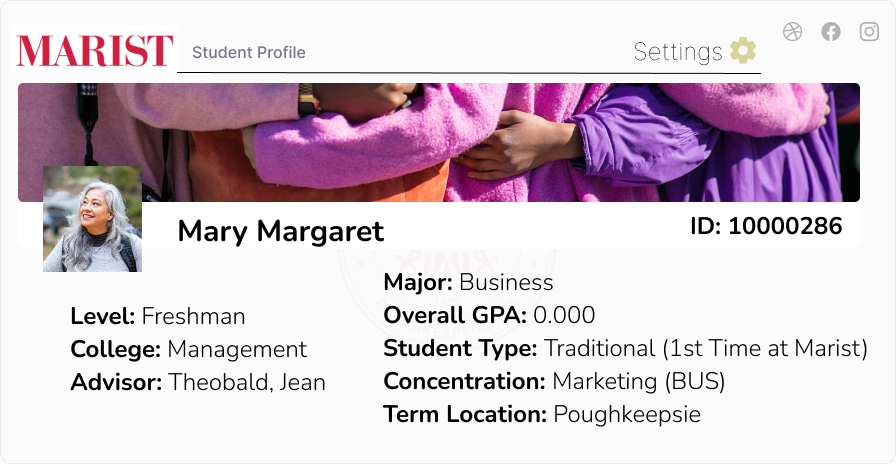 MARIST Student Profile Settings
Mary Margaret
ID: 10000286
Level: Freshman
College: Management
Advisor: Theobald, Jean
Major: Business
Overall GPA: 0.000
Student Type: Traditional (1st Time at Marist)
Concentration: Marketing (BUS)
Term Location: Poughkeepsie